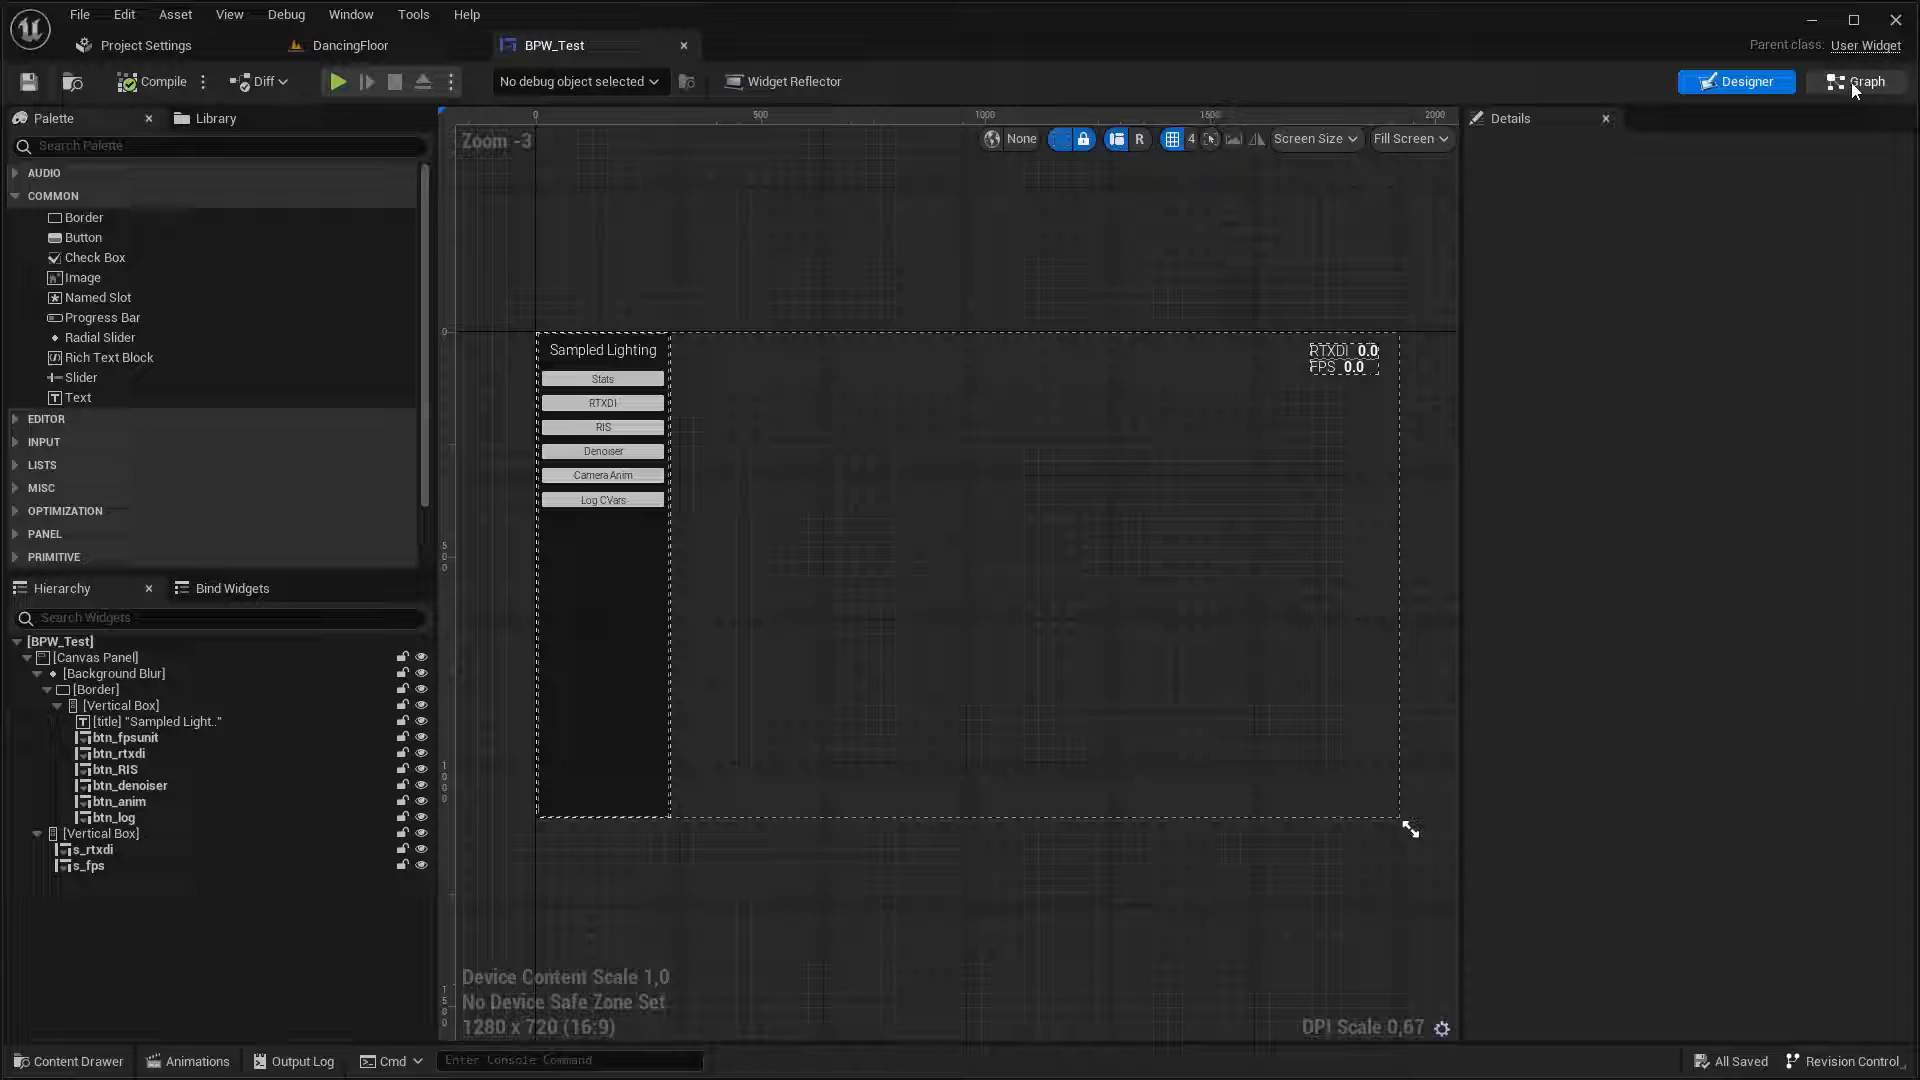 File Edit Asset View Debug Window Tools Help
Project Settings DancingFloor BPW_Test Parent class: User Widget
Compile Diff No debug object selected Widget Reflector Designer Graph
Palette Library Details
Search Palette
Zoom -3 None R 4 Screen Size Fill Screen
0 500 1000 1500 2000
AUDIO
COMMON
Border
Button
Check Box
Image
Named Slot
Progress Bar
Radial Slider
Rich Text Block
Slider
Text
EDITOR
INPUT
LISTS
MISC
OPTIMIZATION
PANEL
PRIMITIVE
0
500
1000
1500
Sampled Lighting
Stats
RTXDI
RIS
Denoiser
Camera Anim
Log CVars
RTXDI 0.0
FPS 0.0
Hierarchy Bind Widgets
Search Widgets
[BPW_Test]
[Canvas Panel]
[Background Blur]
[Border]
[Vertical Box]
[title] "Sampled Light.."
btn_fpsunit
btn_rtxdi
btn_RIS
btn_denoiser
btn_anim
btn_log
[Vertical Box]
s_rtxdi
s_fps
Device Content Scale 1,0
No Device Safe Zone Set
1280 x 720 (16:9)
DPI Scale 0,67
Content Drawer Animations Output Log Cmd Enter Console Command All Saved Revision Control